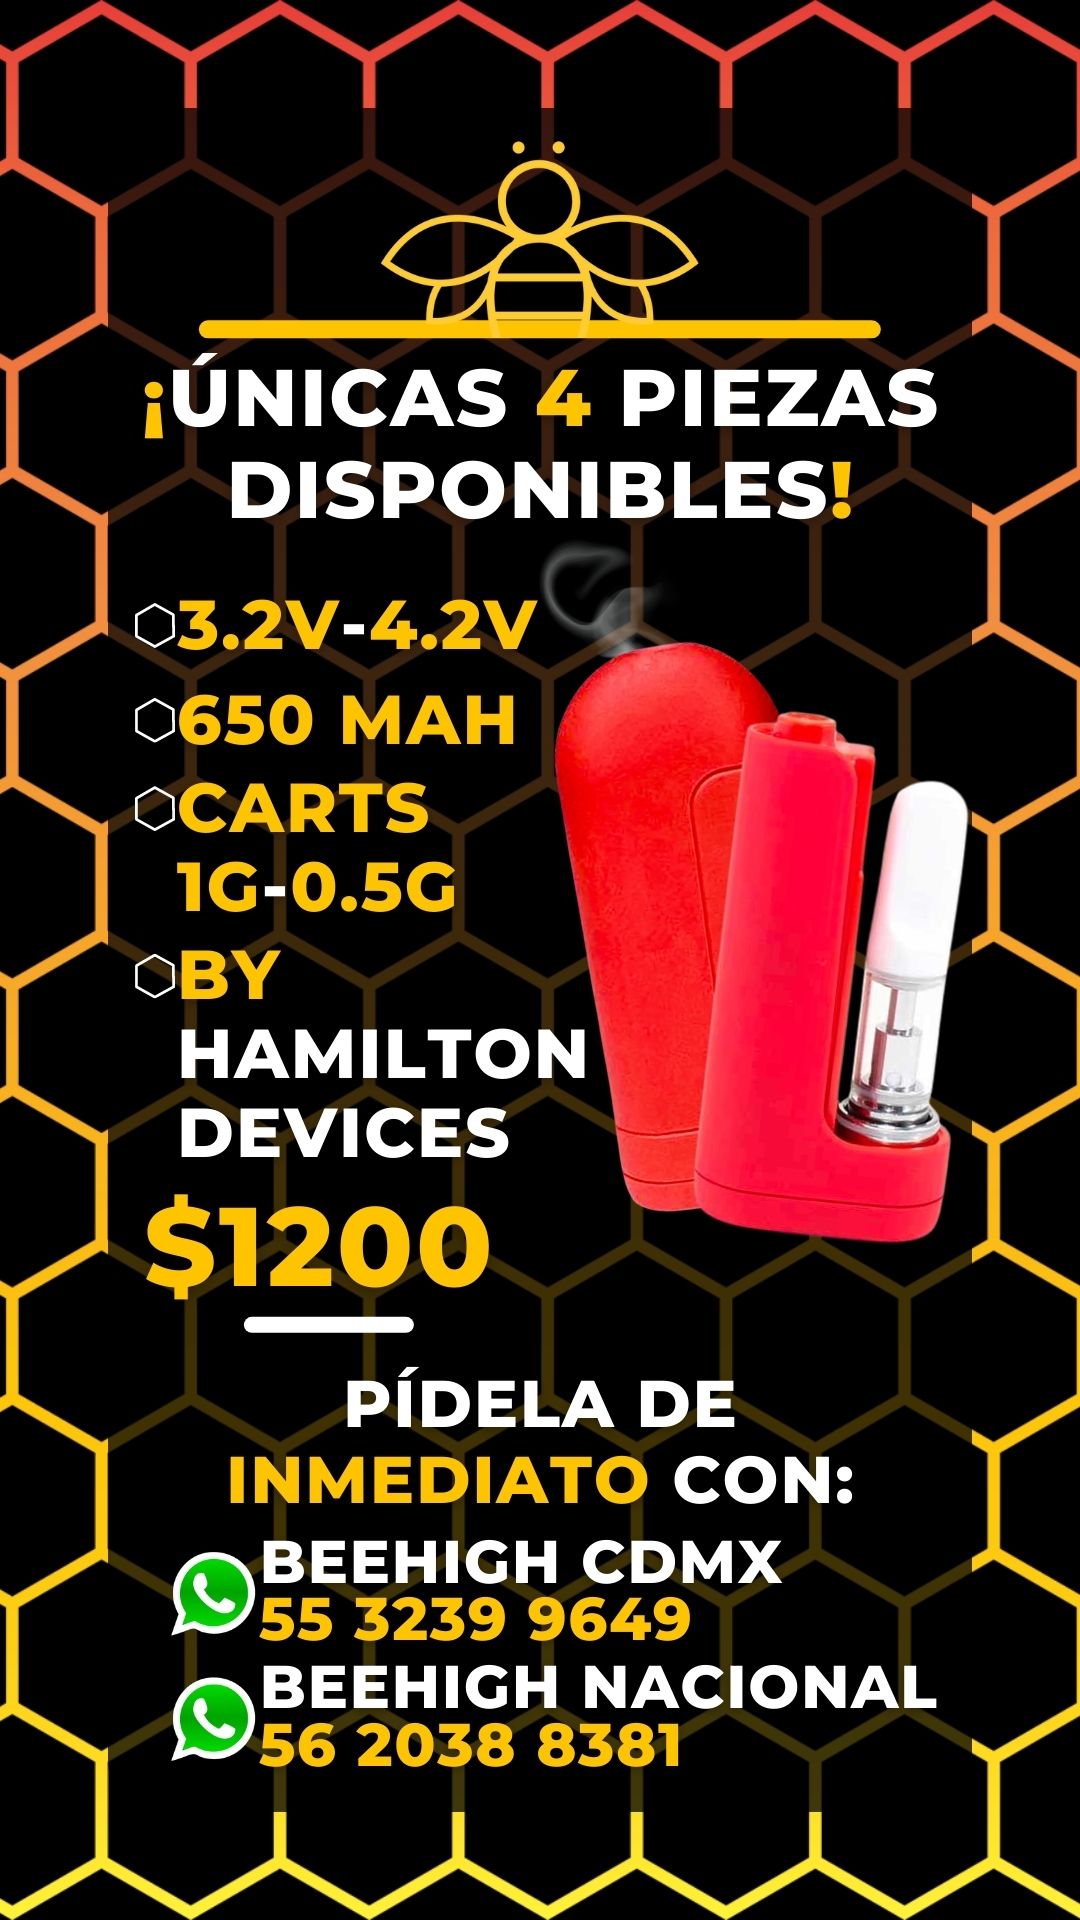 ¡ÚNICAS 4 PIEZAS
DISPONIBLES!
3.2V-4.2V
650 MAH
CARTS
1G-0.5G
BY
HAMILTON
DEVICES
$1200
PÍDELA DE
INMEDIATO CON:
BEEHIGH CDMX
55 3239 9649
BEEHIGH NACIONAL
56 2038 8381